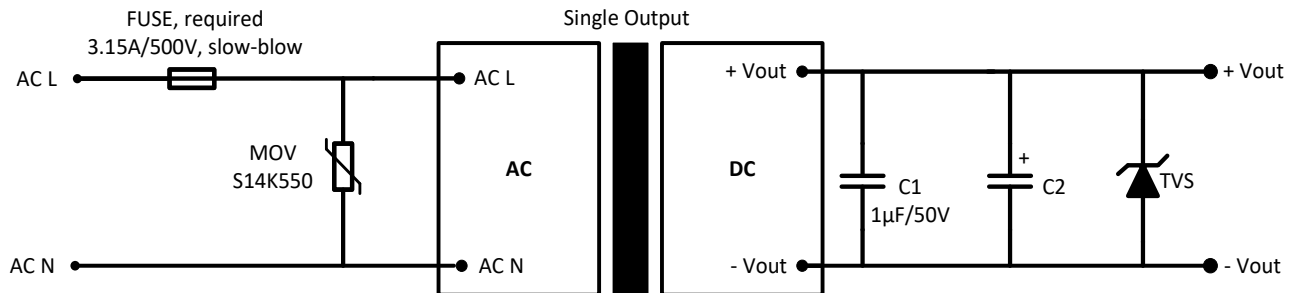 Single Output
FUSE, required
3.15A/500V, slow-blow
AC L
AC L
+ Vout
+ Vout
MOV
S14K550
AC
DC
+
C1
1µF/50V
C2
TVS
AC N
AC N
- Vout
- Vout